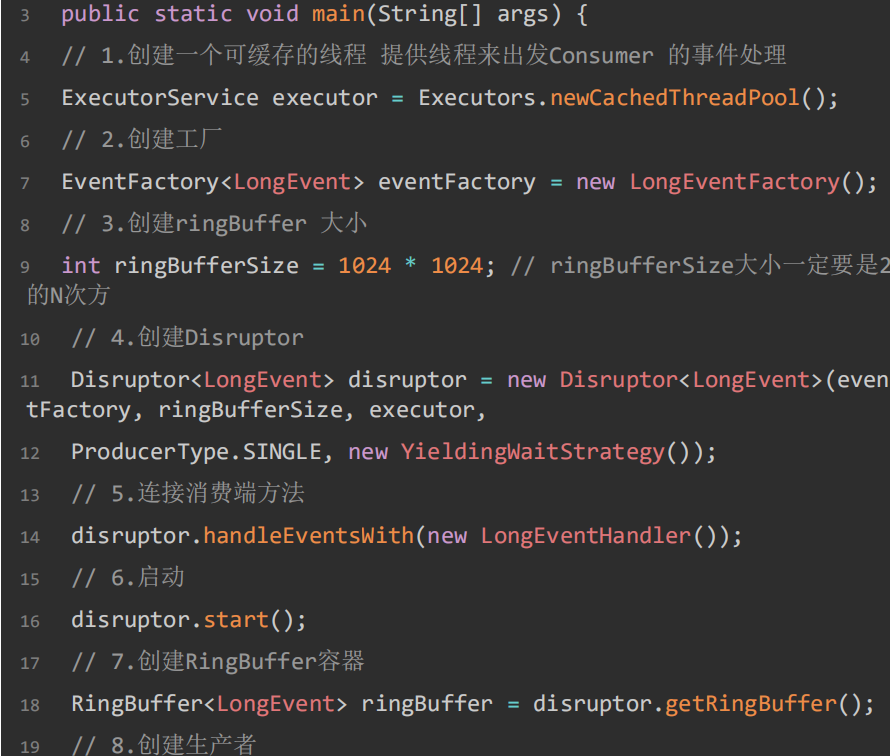 3 public static void main(String[] args) {
4 // 1.创建一个可缓存的线程 提供线程来出发Consumer 的事件处理
5 ExecutorService executor = Executors.newCachedThreadPool();
6 // 2.创建工厂
7 EventFactory<LongEvent> eventFactory = new LongEventFactory();
8 // 3.创建ringBuffer 大小
9 int ringBufferSize = 1024 * 1024; // ringBufferSize大小一定要是2
的N次方
10 // 4.创建Disruptor
11 Disruptor<LongEvent> disruptor = new Disruptor<LongEvent>(even
tFactory, ringBufferSize, executor,
12 ProducerType.SINGLE, new YieldingWaitStrategy());
13 // 5.连接消费端方法
14 disruptor.handleEventsWith(new LongEventHandler());
15 // 6.启动
16 disruptor.start();
17 // 7.创建RingBuffer容器
18 RingBuffer<LongEvent> ringBuffer = disruptor.getRingBuffer();
19 // 8.创建生产者